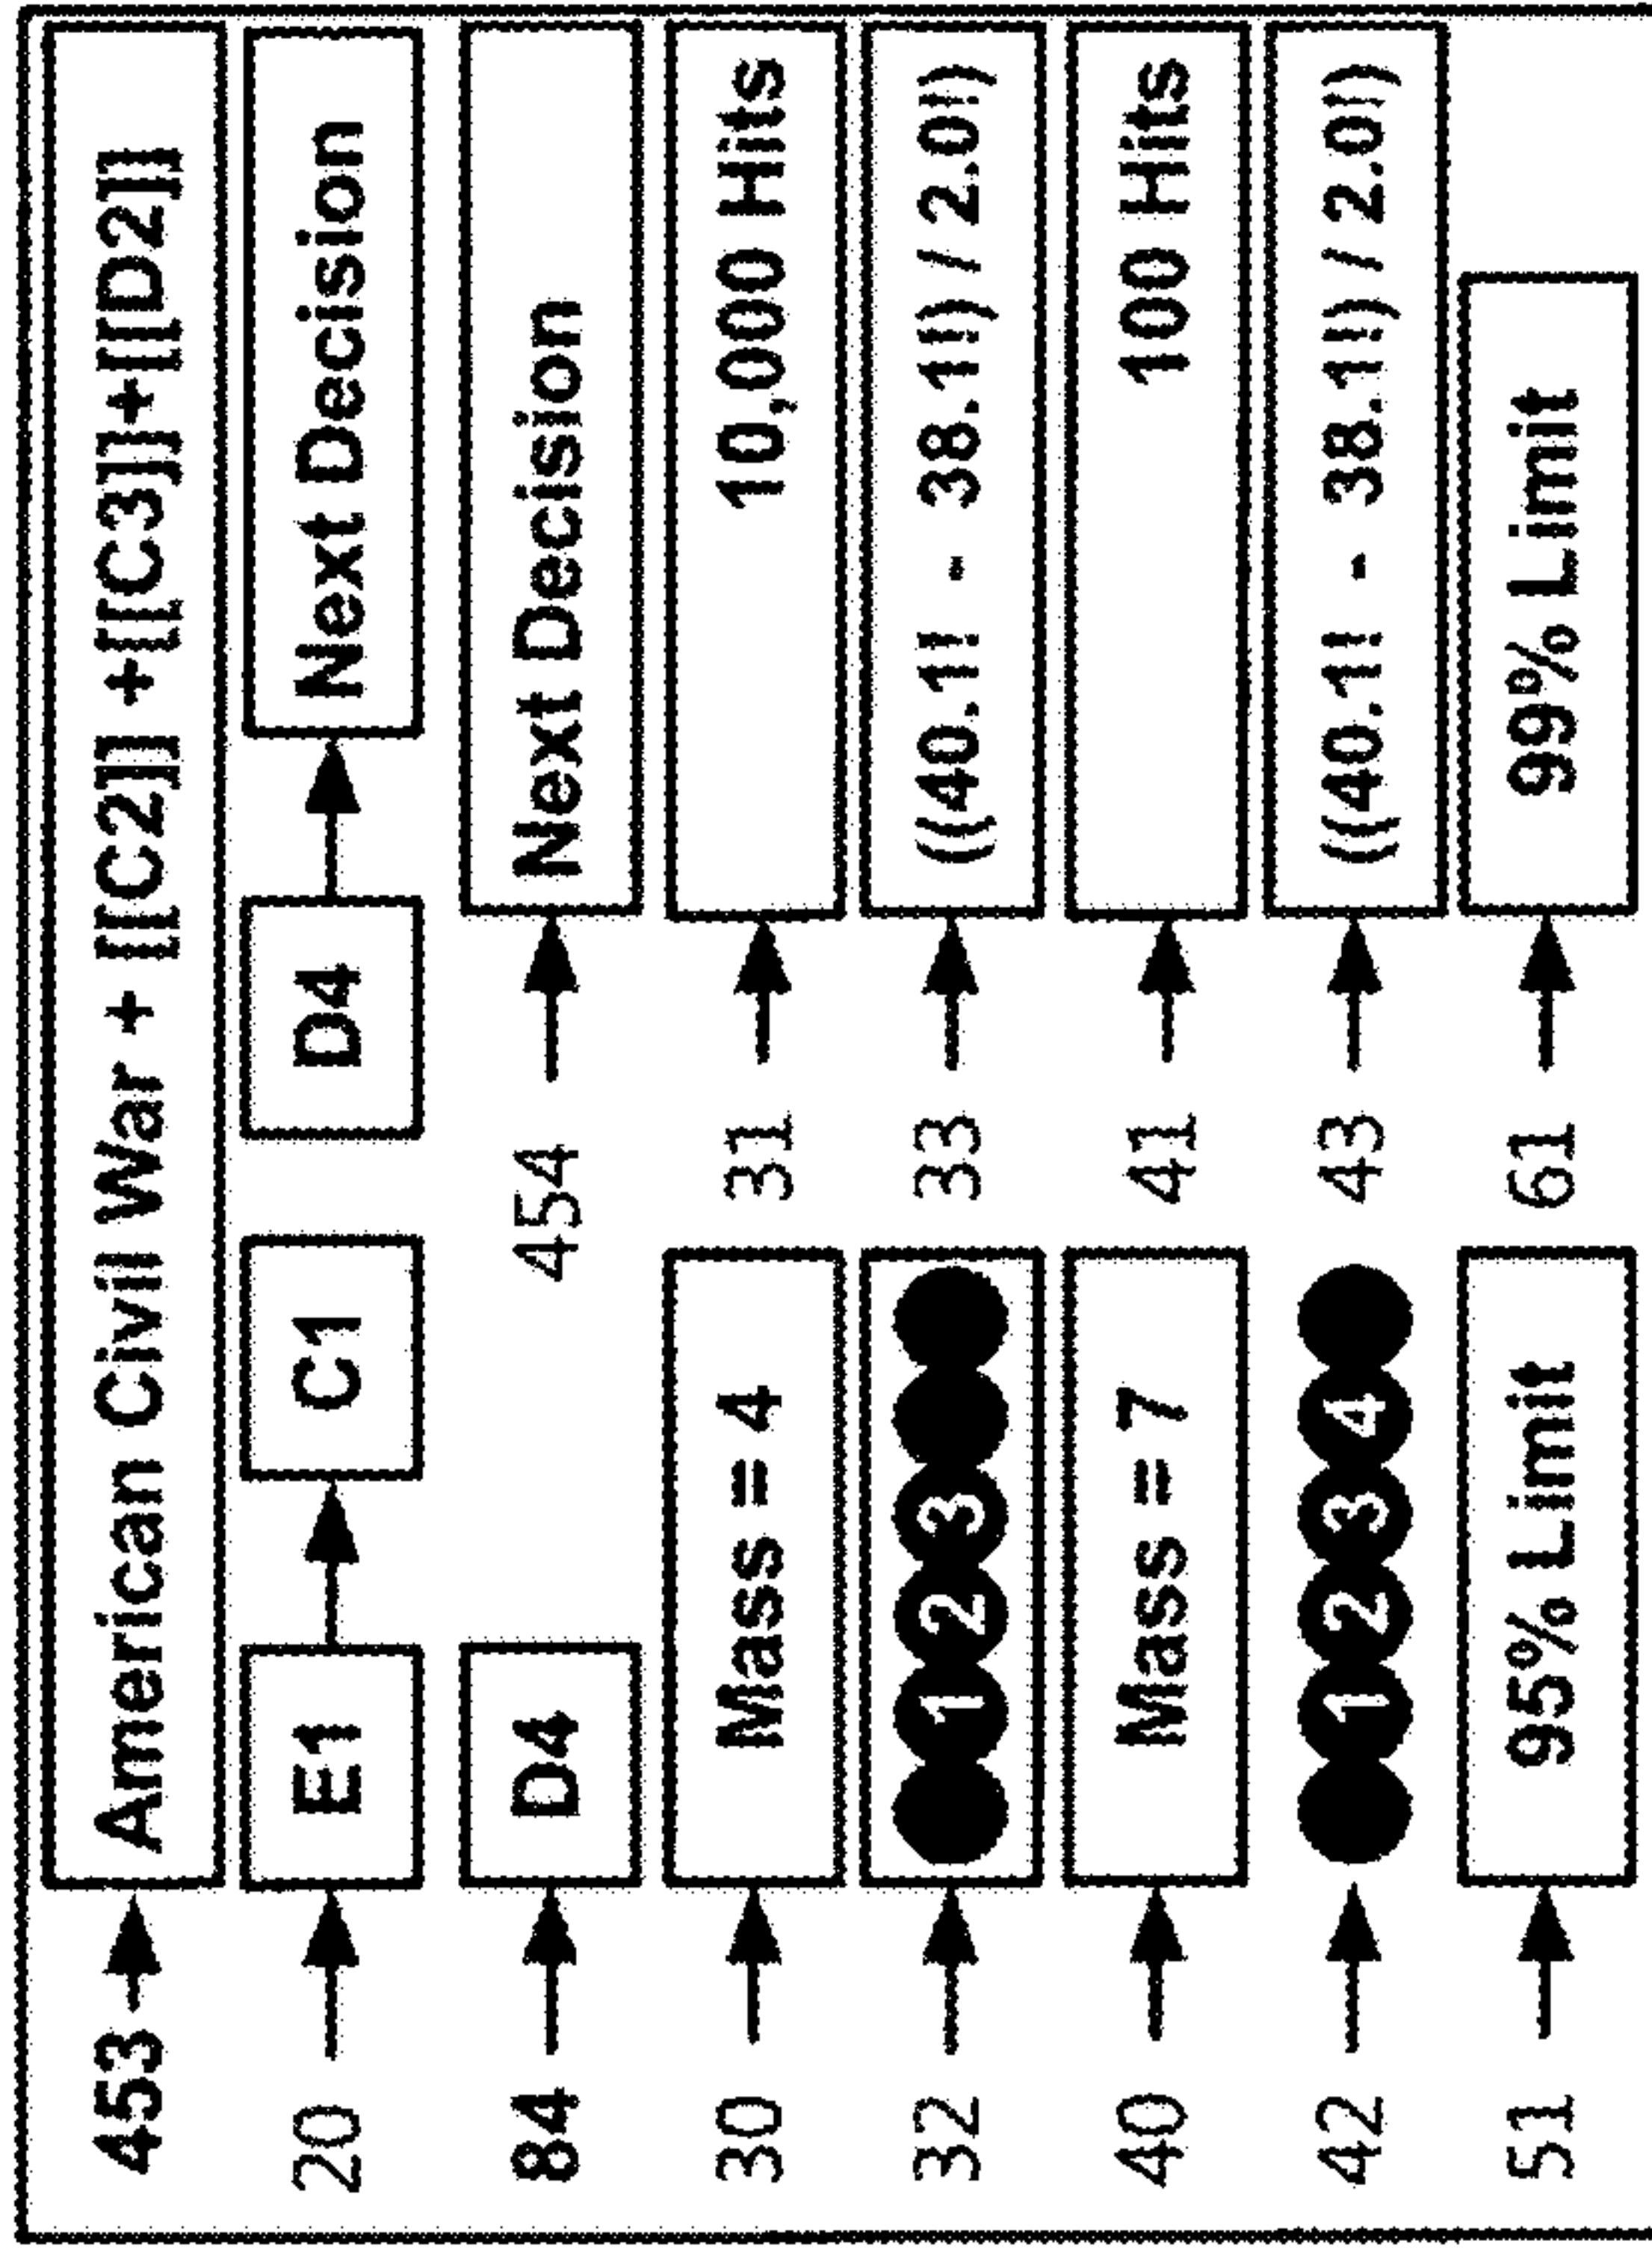 453 American Civil War + [[C2]] +[[C3]]+[[D2]]
20 E1 C1 D4 Next Decision
84 D4 454 Next Decision
30 Mass = 4 31 10,000 Hits
32 1 2 3 33 ((40.1! - 38.1!) / 2.0!)
40 Mass = 7 41 100 Hits
42 1 2 3 4 43 ((40.1! - 38.1!) / 2.0!)
51 95% Limit 61 99% Limit